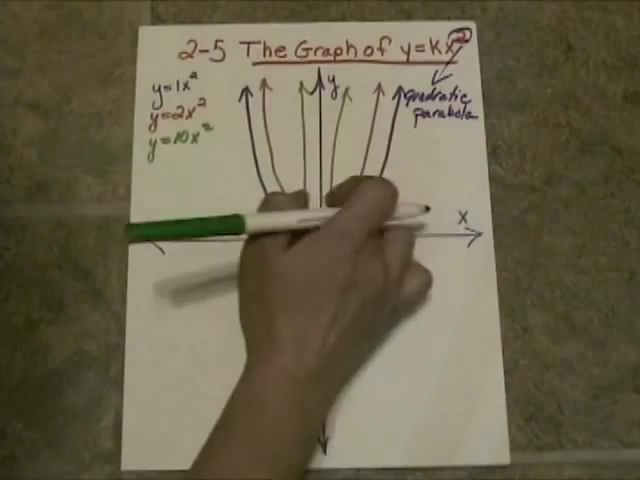 2-5 The Graph of y=kx²
y=1x²
y=2x²
y=10x²
y
quadratic
parabola
x